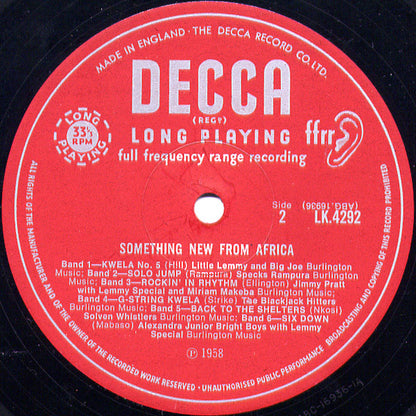 MADE IN ENGLAND · THE DECCA RECORD CO. LTD.
DECCA
(REGᵈ)
LONG PLAYING
33⅓
RPM
LONG PLAYING
ffrr
full frequency range recording
Side
2
(ABG.16936)
LK.4292
SOMETHING NEW FROM AFRICA
Band 1—KWELA No. 5 (Hill) Little Lemmy and Big Joe Burlington
Music; Band 2—SOLO JUMP (Rampura) Specks Rampura Burlington
Music; Band 3—ROCKIN' IN RHYTHM (Ellington) Jimmy Pratt
with Lemmy Special and Miriam Makeba Burlington Music;
Band 4—G-STRING KWELA (Strike) The Blackjack Hitters
Burlington Music; Band 5—BACK TO THE SHELTERS (Nkosi)
Solven Whistlers Burlington Music; Band 6—SIX DOWN
(Mabaso) Alexandra Junior Bright Boys with Lemmy
Special Burlington Music
Ⓟ 1958
ALL RIGHTS OF THE MANUFACTURER AND OF THE OWNER OF THE RECORDED WORK RESERVED · UNAUTHORISED PUBLIC PERFORMANCE BROADCASTING AND COPYING OF THIS RECORD PROHIBITED